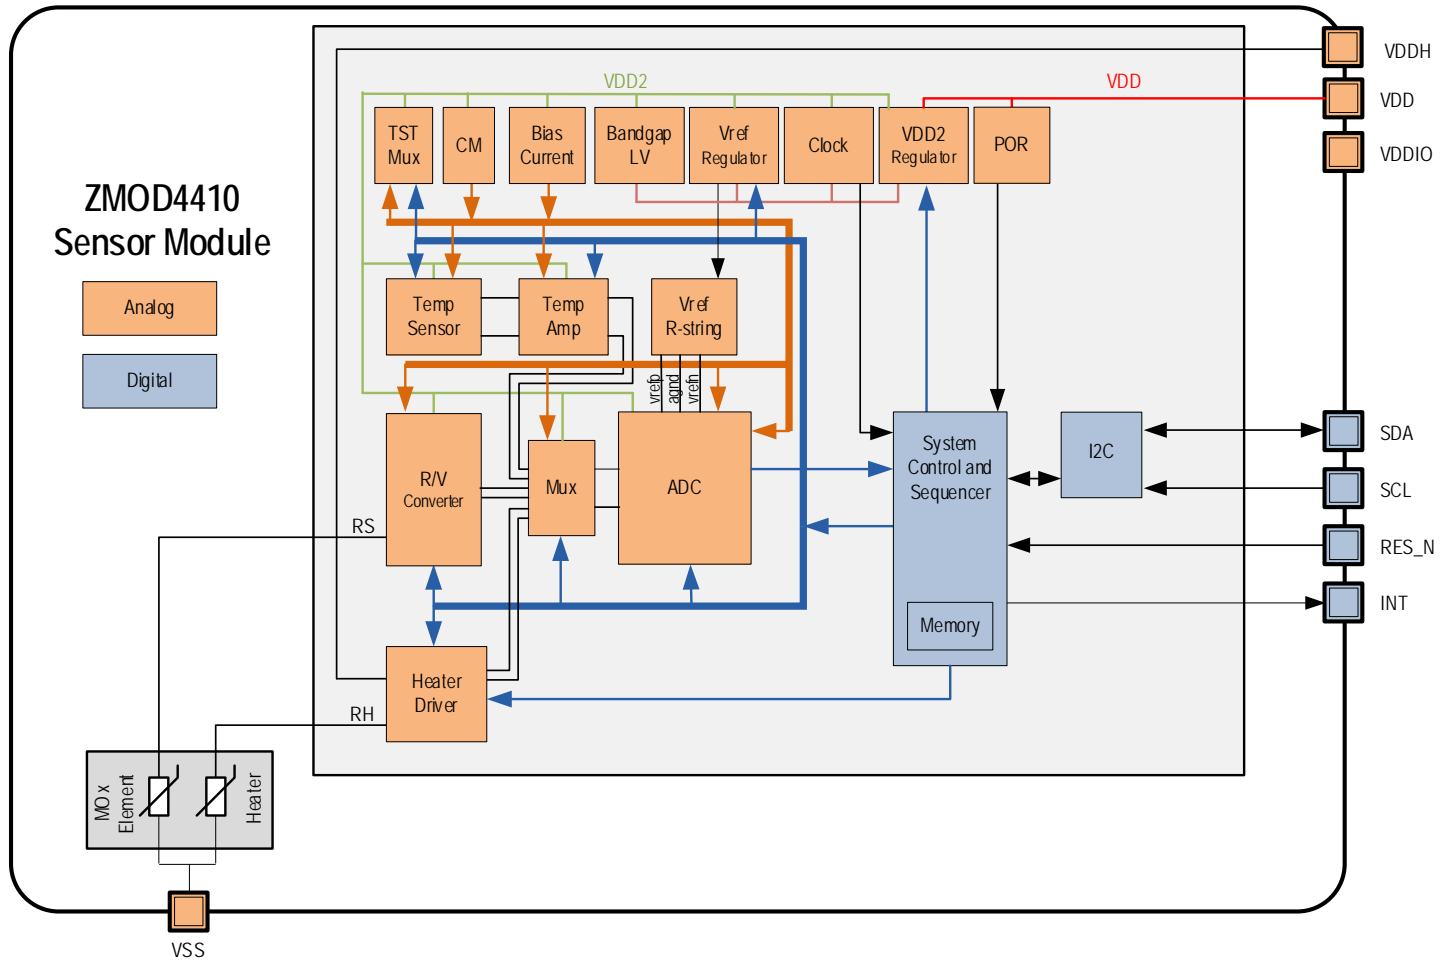 VDDH
VDD2
VDD
VDD
VDDIO
TST
Mux
CM
Bias
Current
Bandgap
LV
Vref
Regulator
Clock
VDD2
Regulator
POR
ZMOD4410
Sensor Module
Analog
Digital
Temp
Sensor
Temp
Amp
Vref
R-string
vrefp
agnd
vrefn
R/V
Converter
Mux
ADC
System
Control and
Sequencer
Memory
I2C
SDA
SCL
RES_N
INT
RS
Heater
Driver
RH
MOx
Element
Heater
VSS